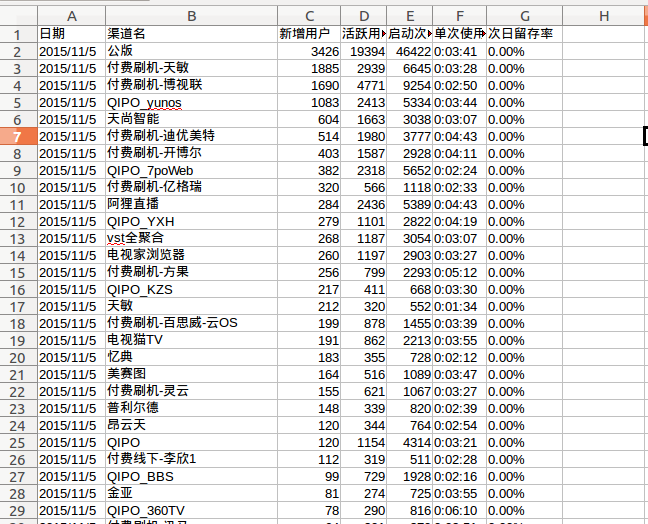 A B C D E F G H
1 日期 渠道名 新增用户 活跃用 启动次 单次使用 次日留存率
2 2015/11/5 公版 3426 19394 46422 0:03:41 0.00%
3 2015/11/5 付费刷机-天敏 1885 2939 6645 0:03:28 0.00%
4 2015/11/5 付费刷机-博视联 1690 4771 9254 0:02:50 0.00%
5 2015/11/5 QIPO_yunos 1083 2413 5334 0:03:44 0.00%
6 2015/11/5 天尚智能 604 1663 3038 0:03:07 0.00%
7 2015/11/5 付费刷机-迪优美特 514 1980 3777 0:04:43 0.00%
8 2015/11/5 付费刷机-开博尔 403 1587 2928 0:04:11 0.00%
9 2015/11/5 QIPO_7poWeb 382 2318 5652 0:02:24 0.00%
10 2015/11/5 付费刷机-亿格瑞 320 566 1118 0:02:33 0.00%
11 2015/11/5 阿狸直播 284 2436 5389 0:04:43 0.00%
12 2015/11/5 QIPO_YXH 279 1101 2822 0:04:19 0.00%
13 2015/11/5 vst全聚合 268 1187 3054 0:03:07 0.00%
14 2015/11/5 电视家浏览器 260 1197 2903 0:03:27 0.00%
15 2015/11/5 付费刷机-方果 256 799 2293 0:05:12 0.00%
16 2015/11/5 QIPO_KZS 217 411 668 0:03:30 0.00%
17 2015/11/5 天敏 212 320 552 0:01:34 0.00%
18 2015/11/5 付费刷机-百思威-云OS 199 878 1455 0:03:39 0.00%
19 2015/11/5 电视猫TV 191 862 2213 0:03:55 0.00%
20 2015/11/5 忆典 183 355 728 0:02:12 0.00%
21 2015/11/5 美赛图 164 516 1089 0:03:47 0.00%
22 2015/11/5 付费刷机-灵云 155 621 1067 0:03:27 0.00%
23 2015/11/5 普利尔德 148 339 820 0:02:39 0.00%
24 2015/11/5 昂云天 120 344 764 0:02:54 0.00%
25 2015/11/5 QIPO 120 1154 4314 0:03:21 0.00%
26 2015/11/5 付费线下-李欣1 112 319 511 0:02:28 0.00%
27 2015/11/5 QIPO_BBS 99 729 1928 0:02:16 0.00%
28 2015/11/5 金亚 81 274 725 0:03:55 0.00%
29 2015/11/5 QIPO_360TV 78 290 816 0:06:10 0.00%